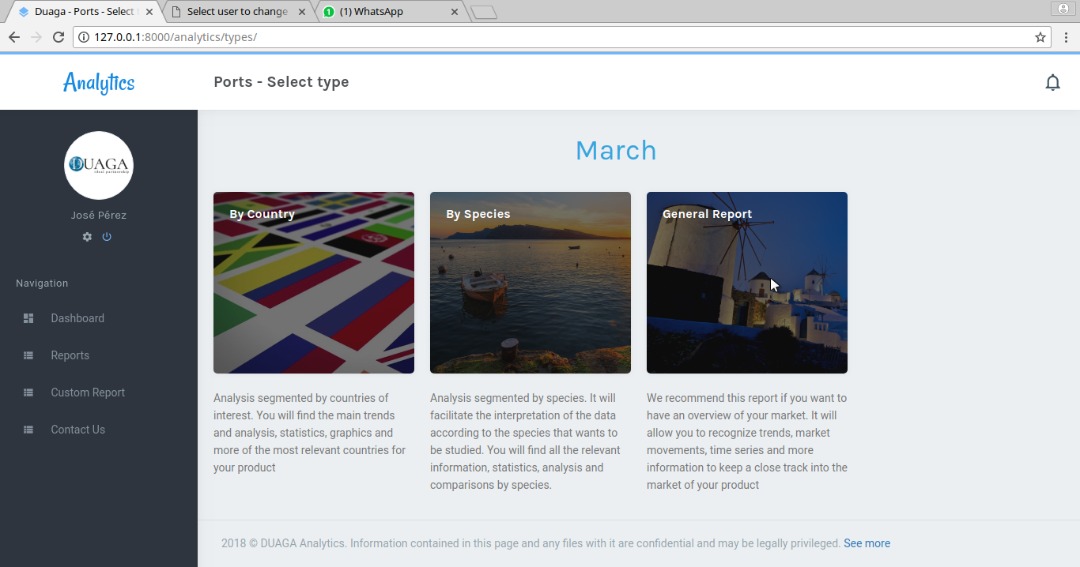 Duaga - Ports - Select
Select user to change
(1) WhatsApp
127.0.0.1:8000/analytics/types/
Analytics
Ports - Select type
DUAGA
José Pérez
Navigation
Dashboard
Reports
Custom Report
Contact Us
March
By Country
Analysis segmented by countries of
interest. You will find the main trends
and analysis, statistics, graphics and
more of the most relevant countries for
your product
By Species
Analysis segmented by species. It will
facilitate the interpretation of the data
according to the species that wants to
be studied. You will find all the relevant
information, statistics, analysis and
comparisons by species.
General Report
We recommend this report if you want to
have an overview of your market. It will
allow you to recognize trends, market
movements, time series and more
information to keep a close track into the
market of your product
2018 © DUAGA Analytics. Information contained in this page and any files with it are confidential and may be legally privileged. See more